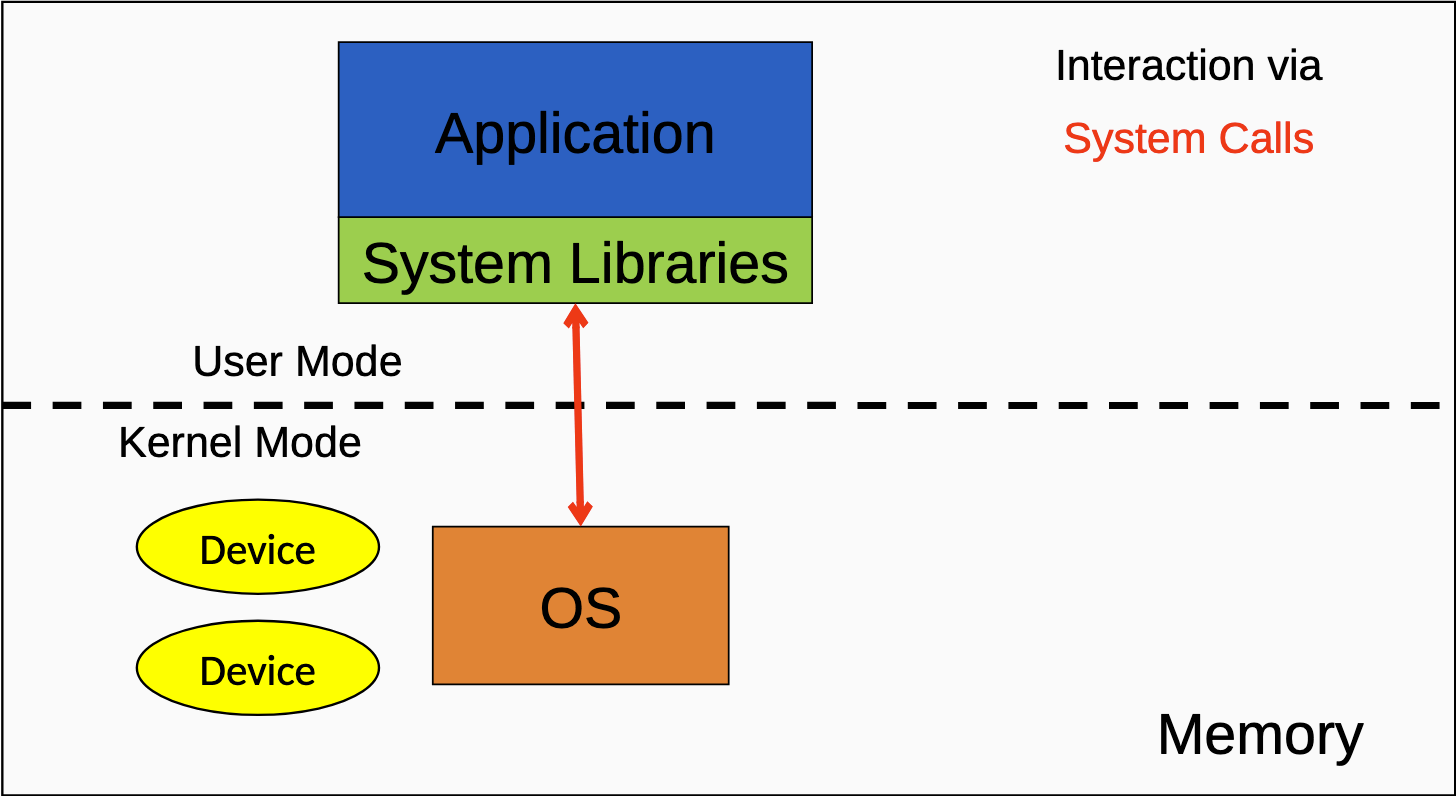 Interaction via
System Calls
Application
System Libraries
User Mode
Kernel Mode
Device
Device
OS
Memory